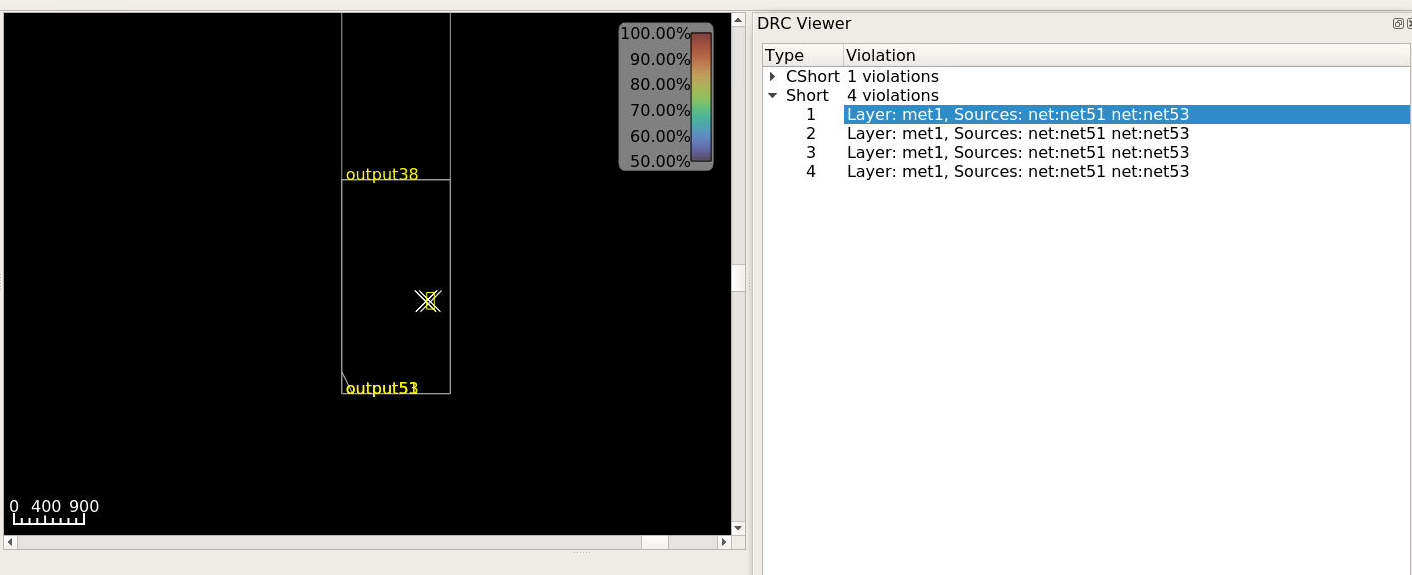 DRC Viewer
Type Violation
CShort 1 violations
Short 4 violations
1 Layer: met1, Sources: net:net51 net:net53
2 Layer: met1, Sources: net:net51 net:net53
3 Layer: met1, Sources: net:net51 net:net53
4 Layer: met1, Sources: net:net51 net:net53
100.00%
90.00%
80.00%
70.00%
60.00%
50.00%
output38
0 400 900